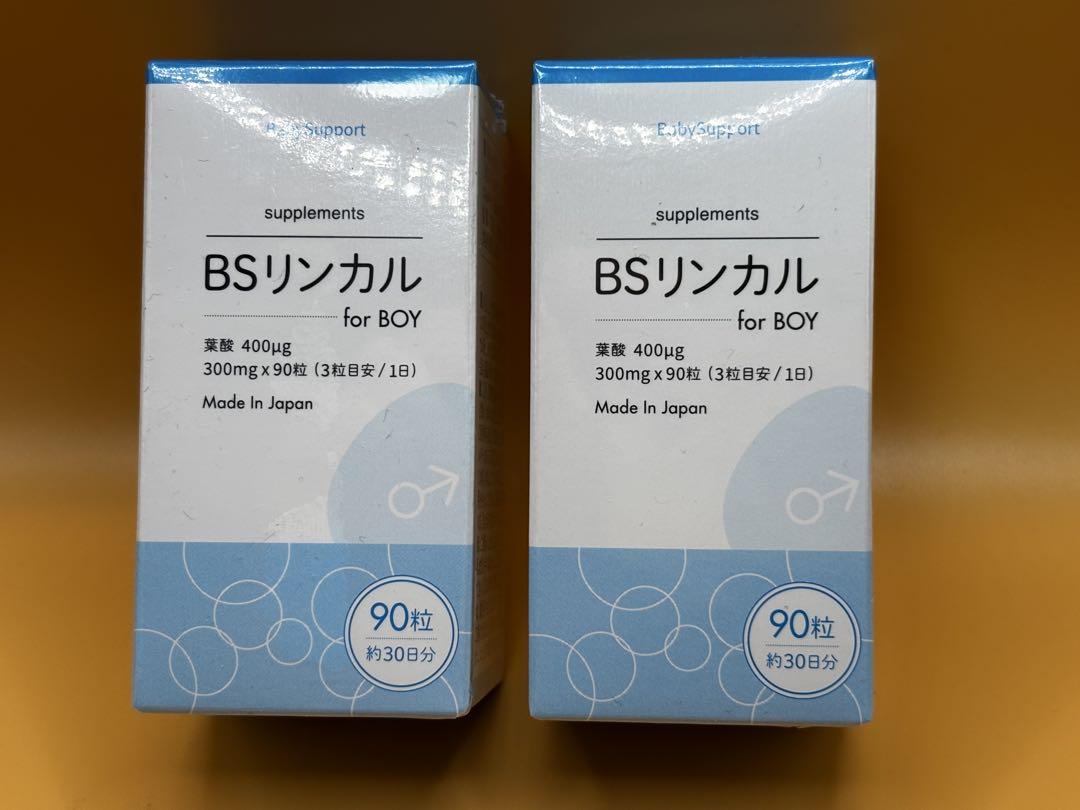 BabySupport
supplements
BSリンカル
for BOY
葉酸 400μg
300mg x 90粒（3粒目安 / 1日）
Made In Japan
90粒
約30日分
BabySupport
supplements
BSリンカル
for BOY
葉酸 400μg
300mg x 90粒（3粒目安 / 1日）
Made In Japan
90粒
約30日分